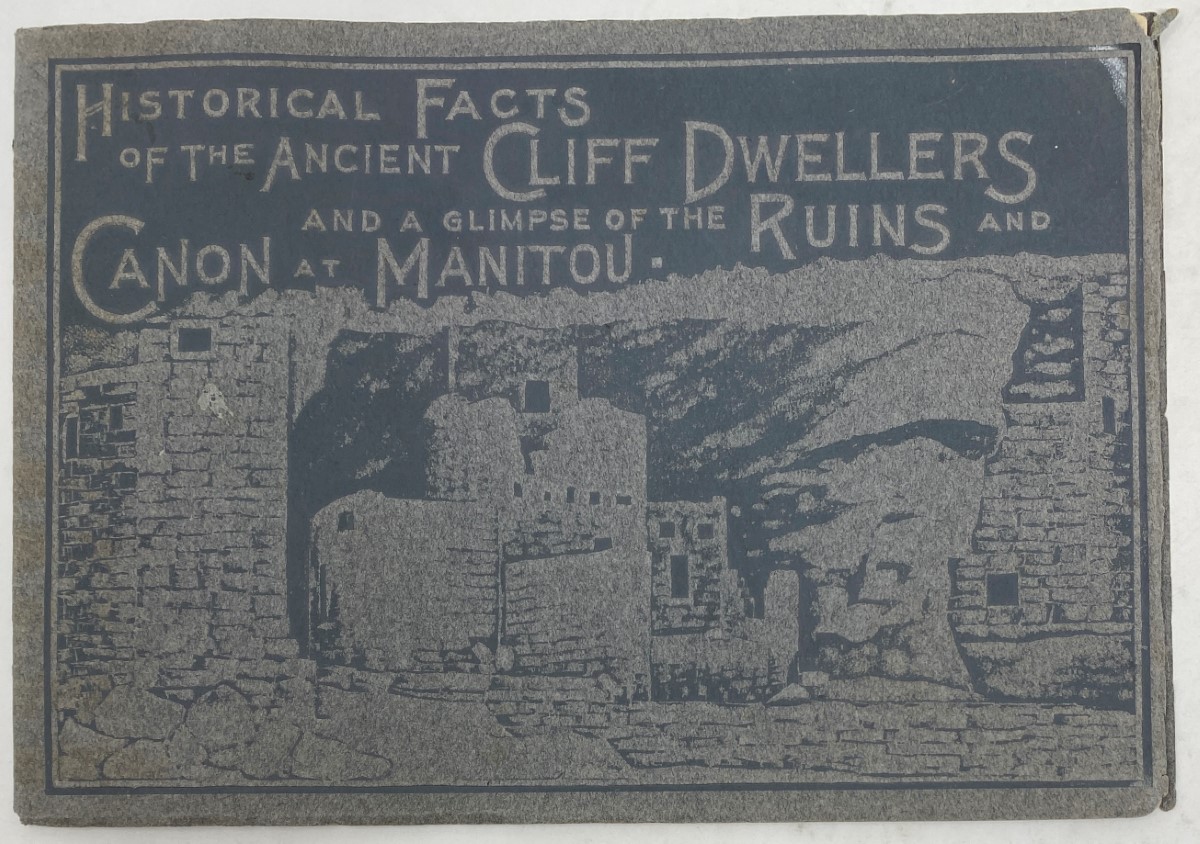 HISTORICAL FACTS
OF THE ANCIENT CLIFF DWELLERS
AND A GLIMPSE OF THE RUINS AND
CANON AT MANITOU.